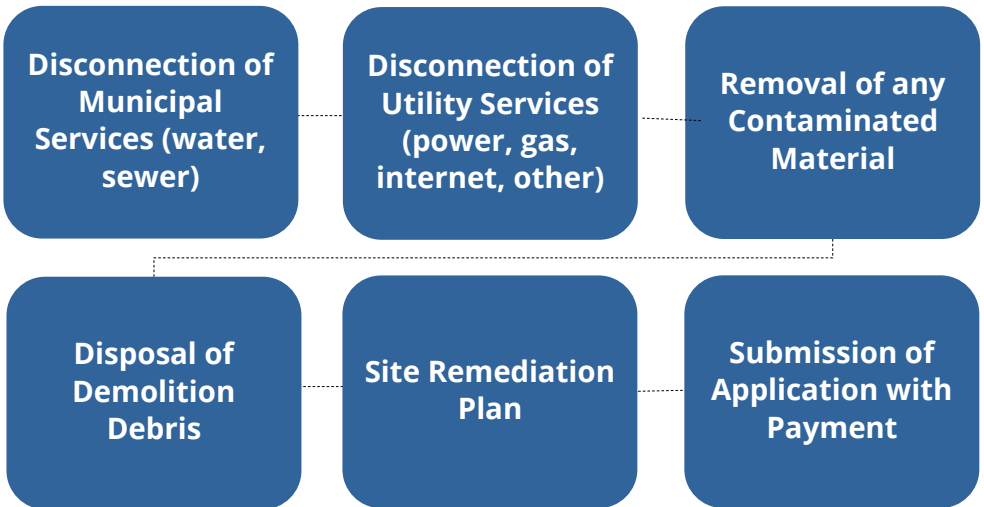 Disconnection of
Municipal
Services (water,
sewer)
Disconnection of
Utility Services
(power, gas,
internet, other)
Removal of any
Contaminated
Material
Disposal of
Demolition
Debris
Site Remediation
Plan
Submission of
Application with
Payment